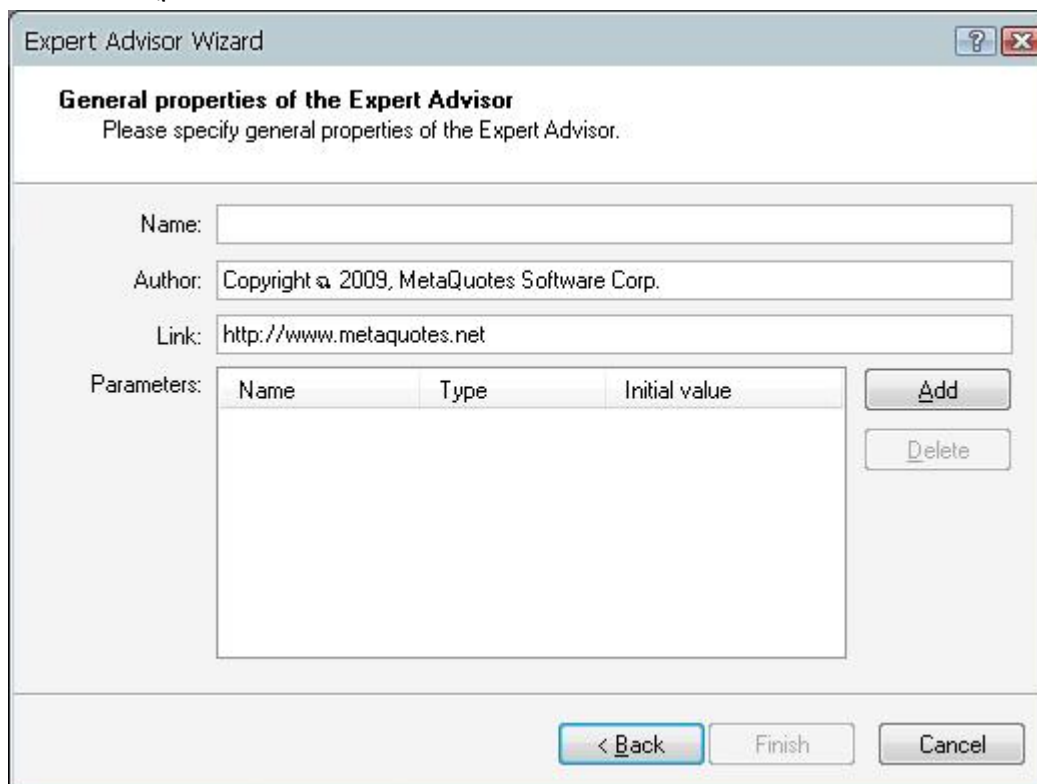 Expert Advisor Wizard
General properties of the Expert Advisor
Please specify general properties of the Expert Advisor.
Name:
Author: Copyright 2009, MetaQuotes Software Corp.
Link: http://www.metaquotes.net
Parameters: Name Type Initial value Add
Delete
< Back Finish Cancel